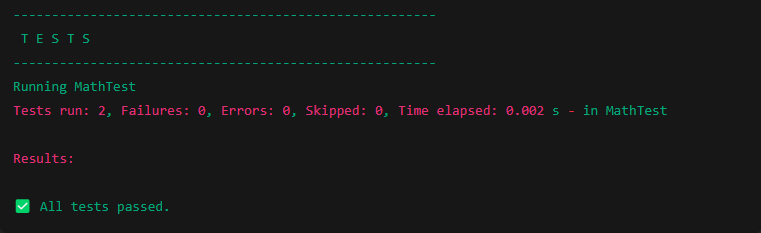 -------------------------------------------------------
T E S T S
-------------------------------------------------------
Running MathTest
Tests run: 2, Failures: 0, Errors: 0, Skipped: 0, Time elapsed: 0.002 s - in MathTest
Results:
✅ All tests passed.